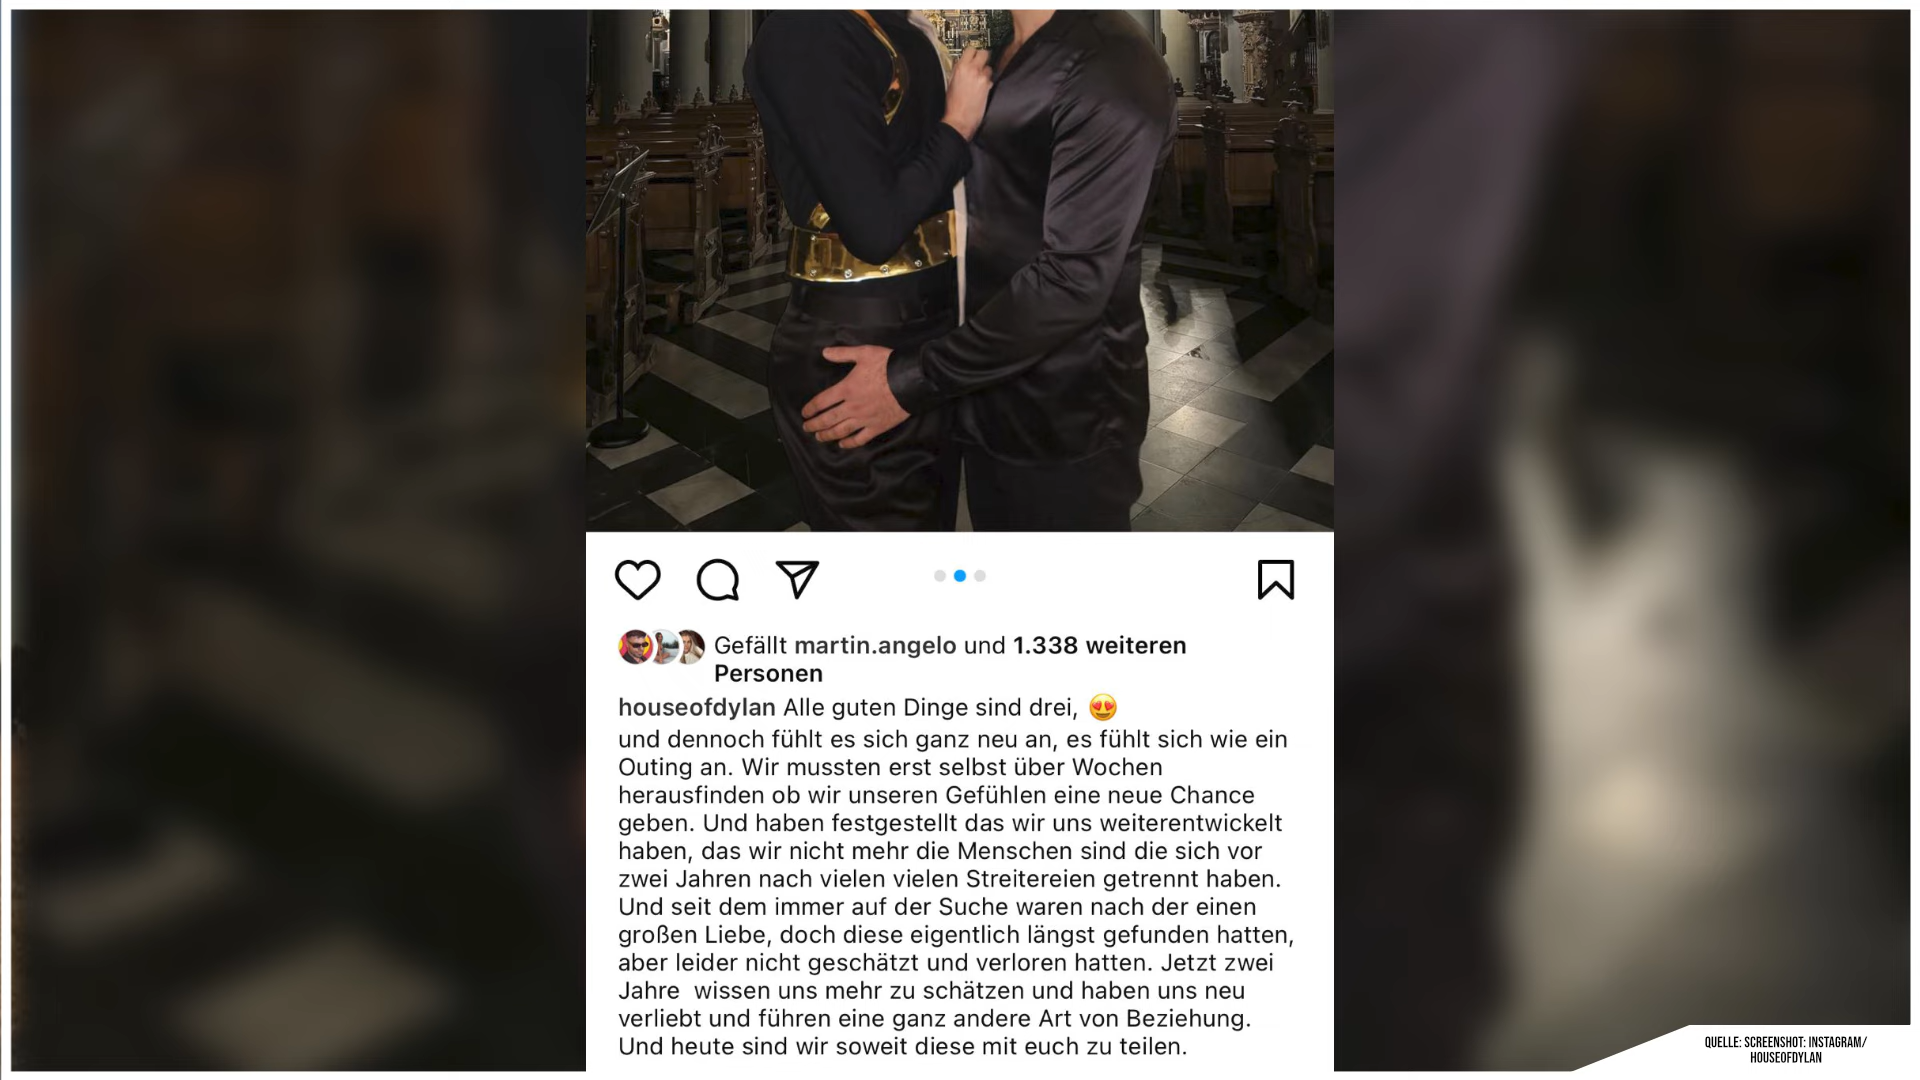 Gefällt martin.angelo und 1.338 weiteren
Personen
houseofdylan Alle guten Dinge sind drei, 😍
und dennoch fühlt es sich ganz neu an, es fühlt sich wie ein
Outing an. Wir mussten erst selbst über Wochen
herausfinden ob wir unseren Gefühlen eine neue Chance
geben. Und haben festgestellt das wir uns weiterentwickelt
haben, das wir nicht mehr die Menschen sind die sich vor
zwei Jahren nach vielen vielen Streitereien getrennt haben.
Und seit dem immer auf der Suche waren nach der einen
großen Liebe, doch diese eigentlich längst gefunden hatten,
aber leider nicht geschätzt und verloren hatten. Jetzt zwei
Jahre  wissen uns mehr zu schätzen und haben uns neu
verliebt und führen eine ganz andere Art von Beziehung.
Und heute sind wir soweit diese mit euch zu teilen.
QUELLE: SCREENSHOT: INSTAGRAM/
HOUSEOFDYLAN